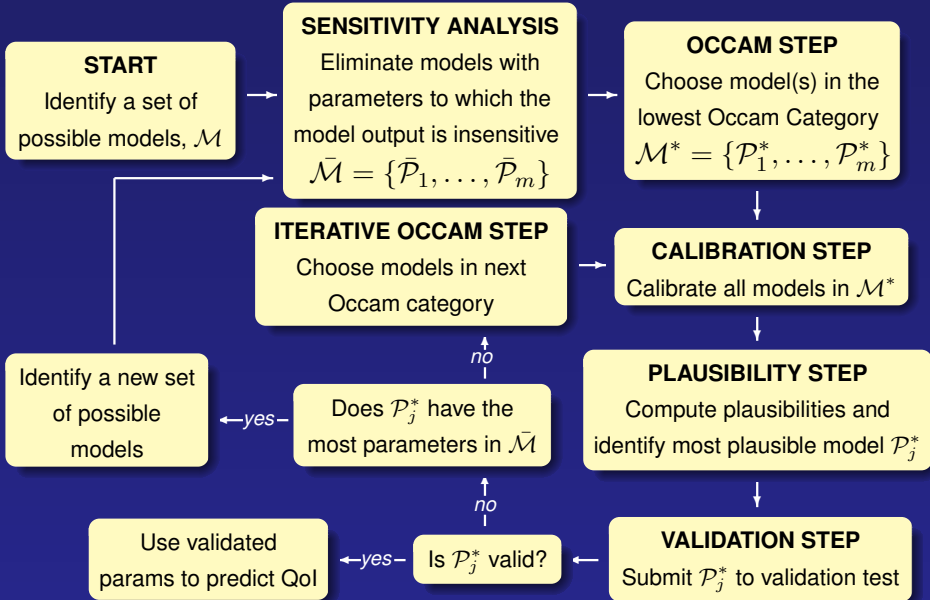 START
Identify a set of
possible models, ℳ
SENSITIVITY ANALYSIS
Eliminate models with
parameters to which the
model output is insensitive
ℳ̄ = {𝒫̄₁, . . . , 𝒫̄ₘ}
OCCAM STEP
Choose model(s) in the
lowest Occam Category
ℳ* = {𝒫₁*, . . . , 𝒫ₘ*}
ITERATIVE OCCAM STEP
Choose models in next
Occam category
CALIBRATION STEP
Calibrate all models in ℳ*
no
Identify a new set
of possible
models
yes
Does 𝒫ⱼ* have the
most parameters in ℳ̄
PLAUSIBILITY STEP
Compute plausibilities and
identify most plausible model 𝒫ⱼ*
no
Use validated
params to predict QoI
yes
Is 𝒫ⱼ* valid?
VALIDATION STEP
Submit 𝒫ⱼ* to validation test